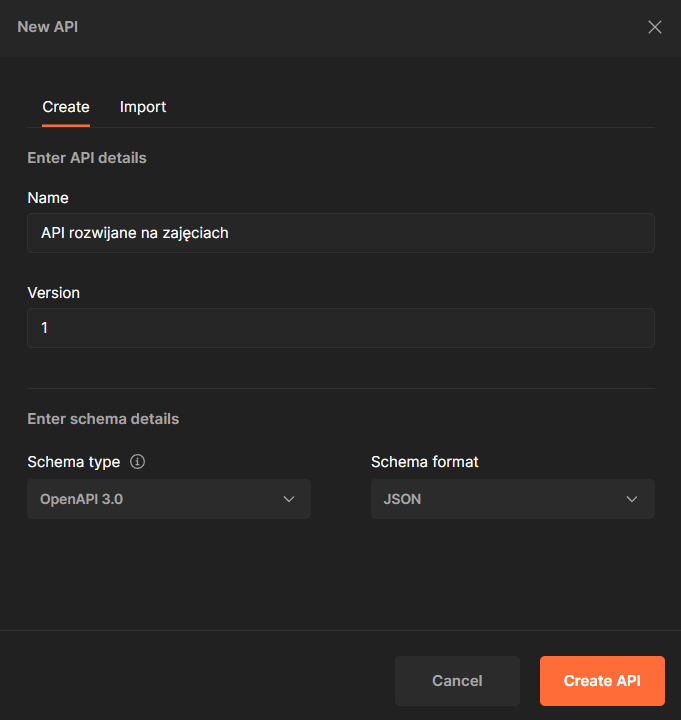 New API
Create Import
Enter API details
Name
API rozwijane na zajęciach
Version
1
Enter schema details
Schema type Schema format
OpenAPI 3.0 JSON
Cancel Create API